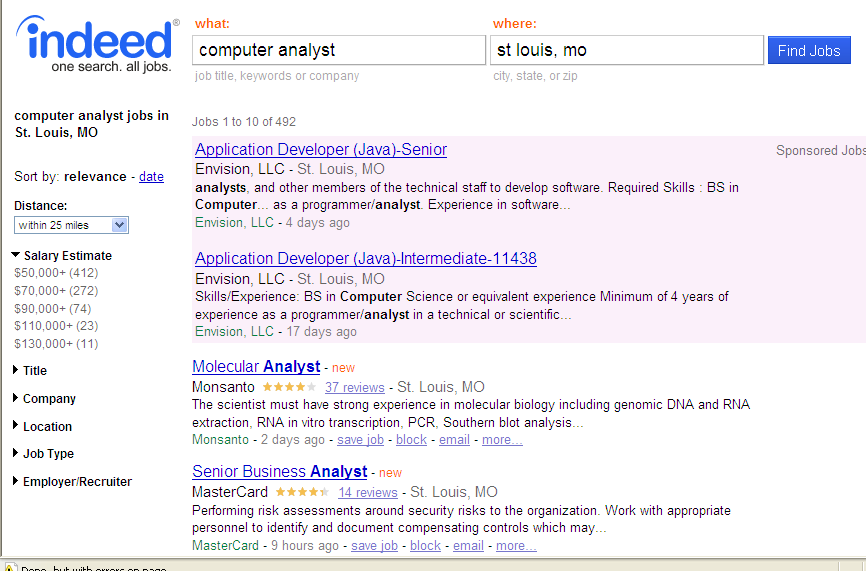 indeed®
one search. all jobs.
what:
where:
computer analyst
st louis, mo
Find Jobs
job title, keywords or company
city, state, or zip
computer analyst jobs in
St. Louis, MO
Sort by: relevance - date
Distance:
within 25 miles
Salary Estimate
$50,000+ (412)
$70,000+ (272)
$90,000+ (74)
$110,000+ (23)
$130,000+ (11)
Title
Company
Location
Job Type
Employer/Recruiter
Jobs 1 to 10 of 492
Sponsored Jobs
Application Developer (Java)-Senior
Envision, LLC - St. Louis, MO
analysts, and other members of the technical staff to develop software. Required Skills : BS in
Computer... as a programmer/analyst. Experience in software...
Envision, LLC - 4 days ago
Application Developer (Java)-Intermediate-11438
Envision, LLC - St. Louis, MO
Skills/Experience: BS in Computer Science or equivalent experience Minimum of 4 years of
experience as a programmer/analyst in a technical or scientific...
Envision, LLC - 17 days ago
Molecular Analyst - new
Monsanto 37 reviews - St. Louis, MO
The scientist must have strong experience in molecular biology including genomic DNA and RNA
extraction, RNA in vitro transcription, PCR, Southern blot analysis...
Monsanto - 2 days ago - save job - block - email - more...
Senior Business Analyst - new
MasterCard 14 reviews - St. Louis, MO
Performing risk assessments around security risks to the organization. Work with appropriate
personnel to identify and document compensating controls which may...
MasterCard - 9 hours ago - save job - block - email - more...
Done, but with errors on page.